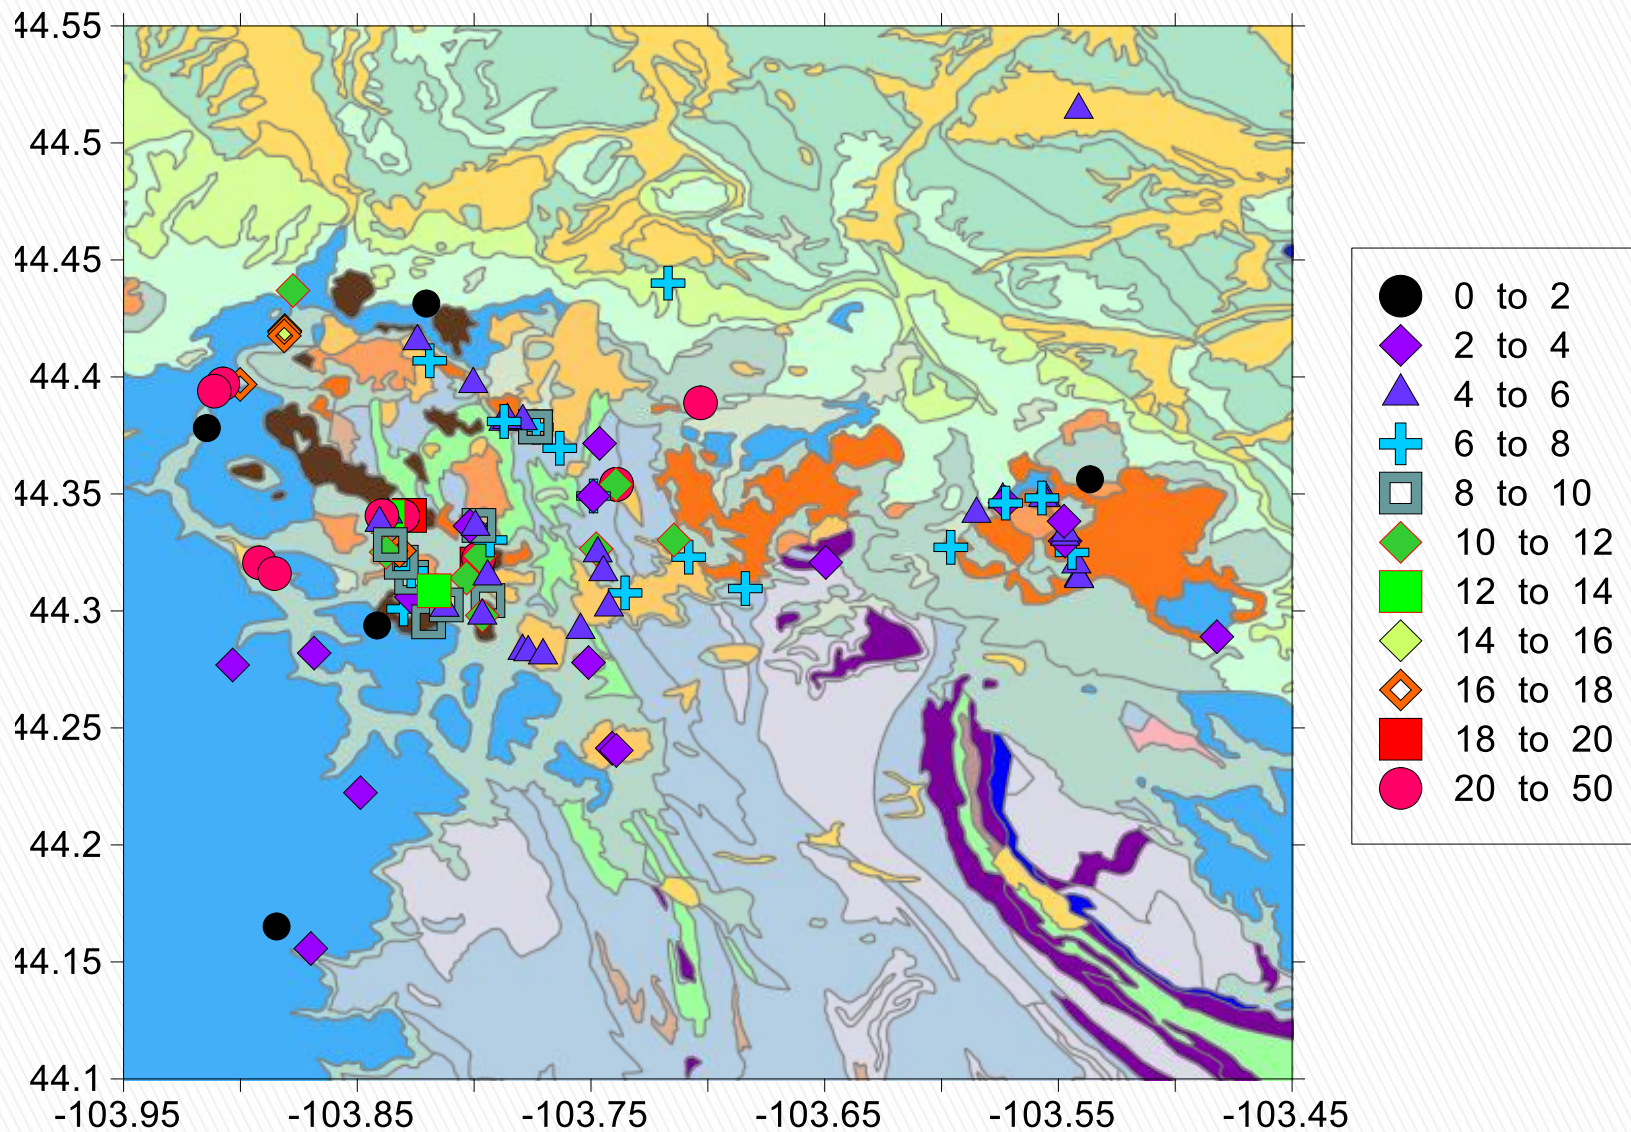 44.55
44.5
44.45
44.4
44.35
44.3
44.25
44.2
44.15
44.1
-103.95 -103.85 -103.75 -103.65 -103.55 -103.45
0 to 2
2 to 4
4 to 6
6 to 8
8 to 10
10 to 12
12 to 14
14 to 16
16 to 18
18 to 20
20 to 50